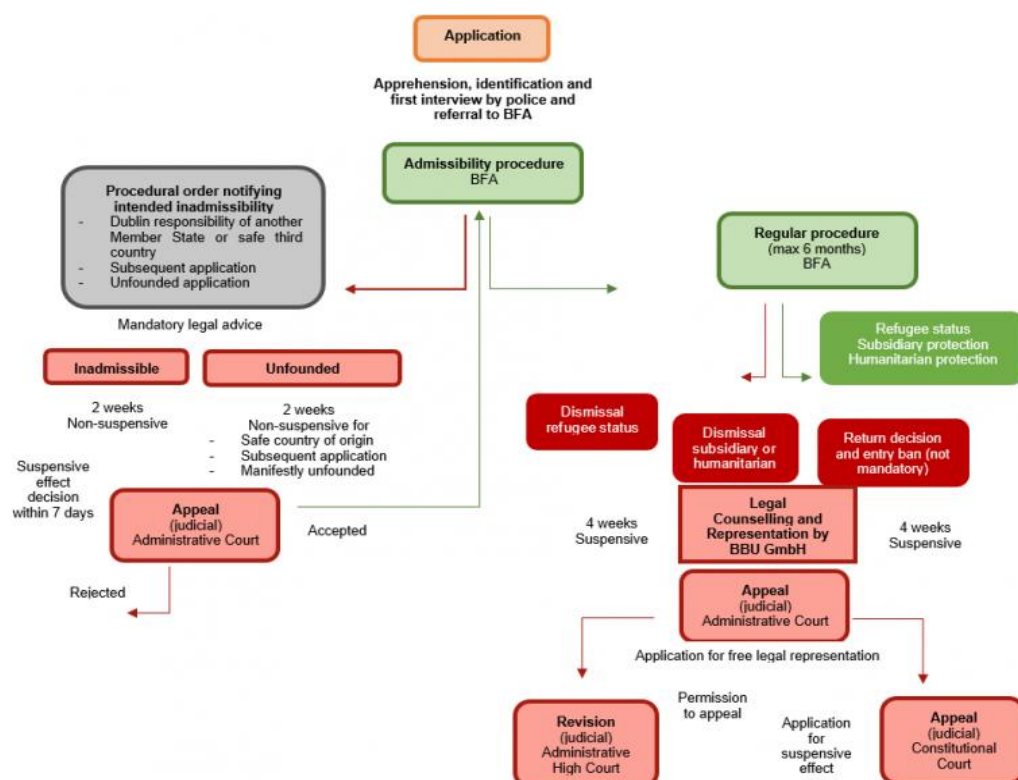 Application
Apprehension, identification and
first interview by police and
referral to BFA
Admissibility procedure
BFA
Procedural order notifying
intended inadmissibility
- Dublin responsibility of another
Member State or safe third
country
- Subsequent application
- Unfounded application
Mandatory legal advice
Inadmissible
Unfounded
2 weeks
Non-suspensive
2 weeks
Non-suspensive for
- Safe country of origin
- Subsequent application
- Manifestly unfounded
Suspensive
effect
decision
within 7 days
Appeal
(judicial)
Administrative Court
Accepted
Rejected
Regular procedure
(max 6 months)
BFA
Refugee status
Subsidiary protection
Humanitarian protection
Dismissal
refugee status
Dismissal
subsidiary or
humanitarian
Return decision
and entry ban (not
mandatory)
4 weeks
Suspensive
Legal
Counselling and
Representation by
BBU GmbH
4 weeks
Suspensive
Appeal
(judicial)
Administrative Court
Application for free legal representation
Revision
(judicial)
Administrative
High Court
Permission
to appeal
Application
for
suspensive
effect
Appeal
(judicial)
Constitutional
Court